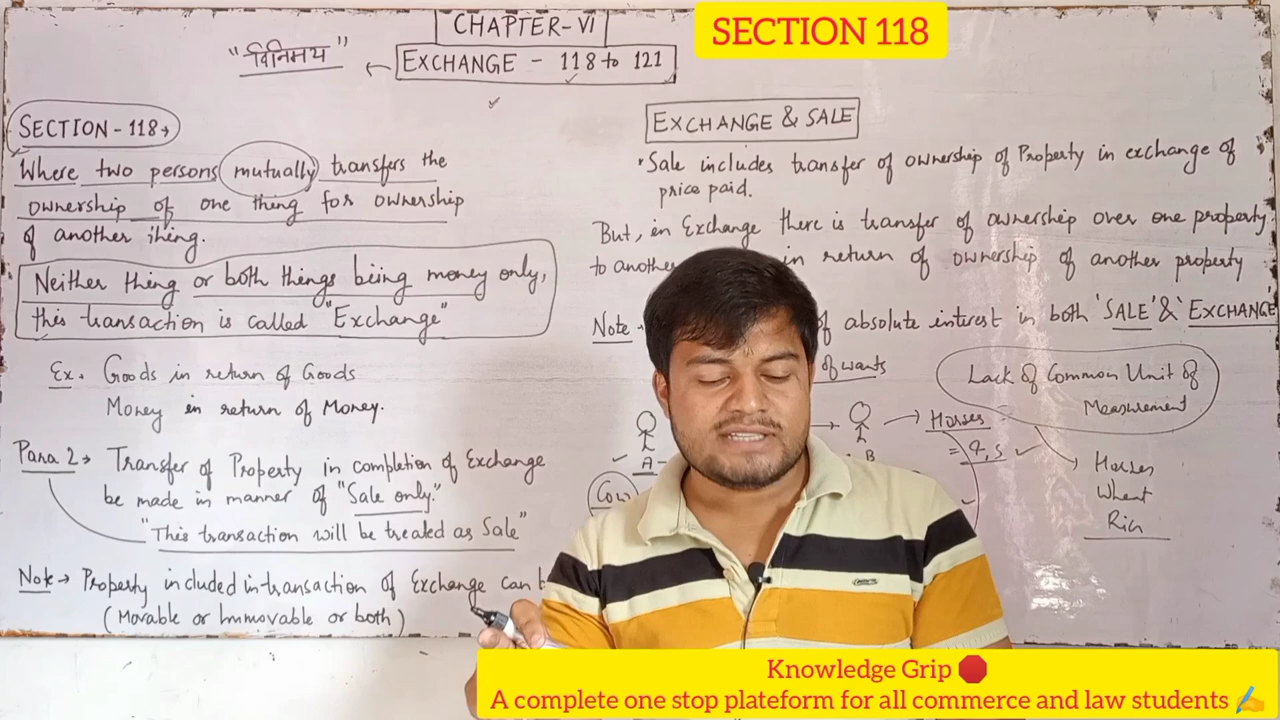 CHAPTER-VI
SECTION 118
"विनिमय"
EXCHANGE - 118 to 121
SECTION-118→
Where two persons mutually transfers the
ownership of one thing for ownership
of another thing.
Neither thing or both things being money only,
this transaction is called "Exchange"
Ex. Goods in return of Goods
Money in return of Money.
Para 2→ Transfer of Property in completion of Exchange
be made in manner of "Sale only."
"This transaction will be treated as Sale"
Note→ Property included in transaction of Exchange can
(Movable or Immovable or both)
EXCHANGE & SALE
Sale includes transfer of ownership of Property in exchange of
price paid.
But, in Exchange there is transfer of ownership over one property
to another in return of ownership of another property
Note of absolute interest in both 'SALE' & 'EXCHANGE'
of wants
Lack of Common Unit of
Measurement
Horses
A
B
= 4,5
Cow
Horses
Wheat
Knowledge Grip 🛑
A complete one stop plateform for all commerce and law students ✍️